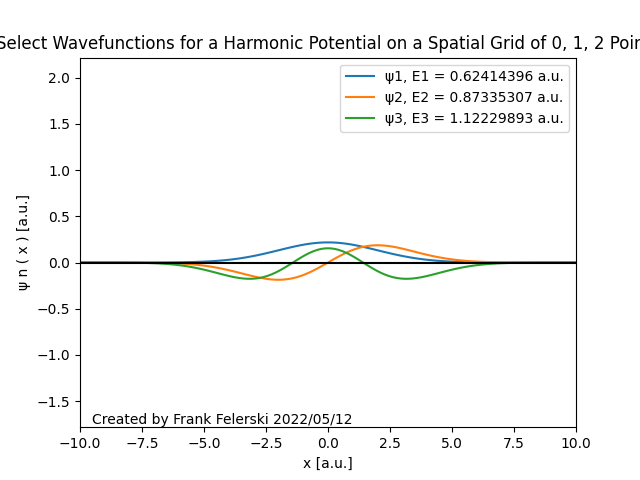 Select Wavefunctions for a Harmonic Potential on a Spatial Grid of 0, 1, 2
ψ1, E1 = 0.62414396 a.u.
ψ2, E2 = 0.87335307 a.u.
ψ3, E3 = 1.12229893 a.u.
2.0
1.5
1.0
0.5
0.0
−0.5
−1.0
−1.5
ψ n ( x ) [a.u.]
Created by Frank Felerski 2022/05/12
−10.0 −7.5 −5.0 −2.5 0.0 2.5 5.0 7.5 10.0
x [a.u.]